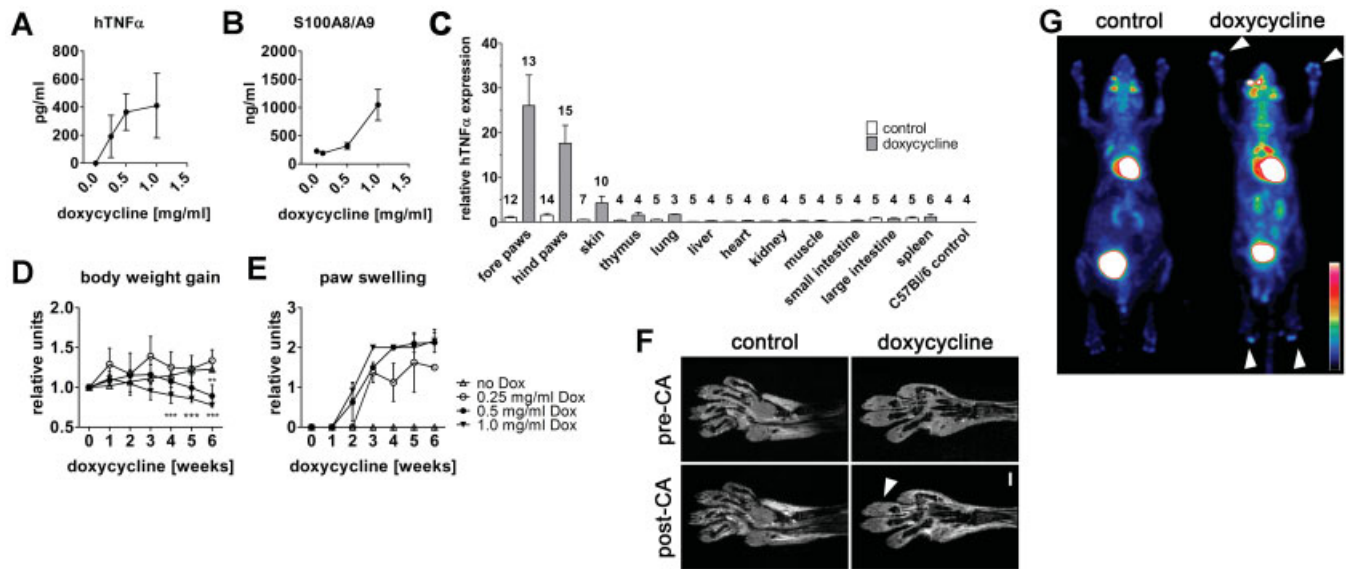 A
hTNFα
pg/ml
800
600
400
200
0
0.0 0.5 1.0 1.5
doxycycline [mg/ml]
B
S100A8/A9
ng/ml
2000
1500
1000
500
0
0.0 0.5 1.0 1.5
doxycycline [mg/ml]
C
relative hTNFα expression
40
30
20
10
0
12 13 14 15 7 10 4 4 5 3 5 4 4 4 6 4 4 4 5 4 5 4 5 6 4 4
control
doxycycline
fore paws
hind paws
skin
thymus
lung
liver
heart
kidney
muscle
small intestine
large intestine
spleen
C57Bl/6 control
D
body weight gain
relative units
2.0
1.5
1.0
0.5
**
*** *** ***
0 1 2 3 4 5 6
doxycycline [weeks]
E
paw swelling
relative units
3
2
1
0
0 1 2 3 4 5 6
doxycycline [weeks]
no Dox
0.25 mg/ml Dox
0.5 mg/ml Dox
1.0 mg/ml Dox
F
control doxycycline
pre-CA
post-CA
G
control doxycycline